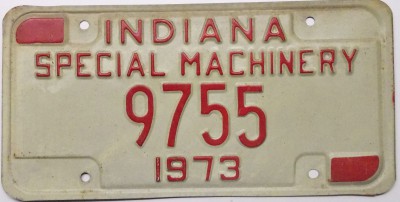 INDIANA
SPECIAL MACHINERY
9755
1973